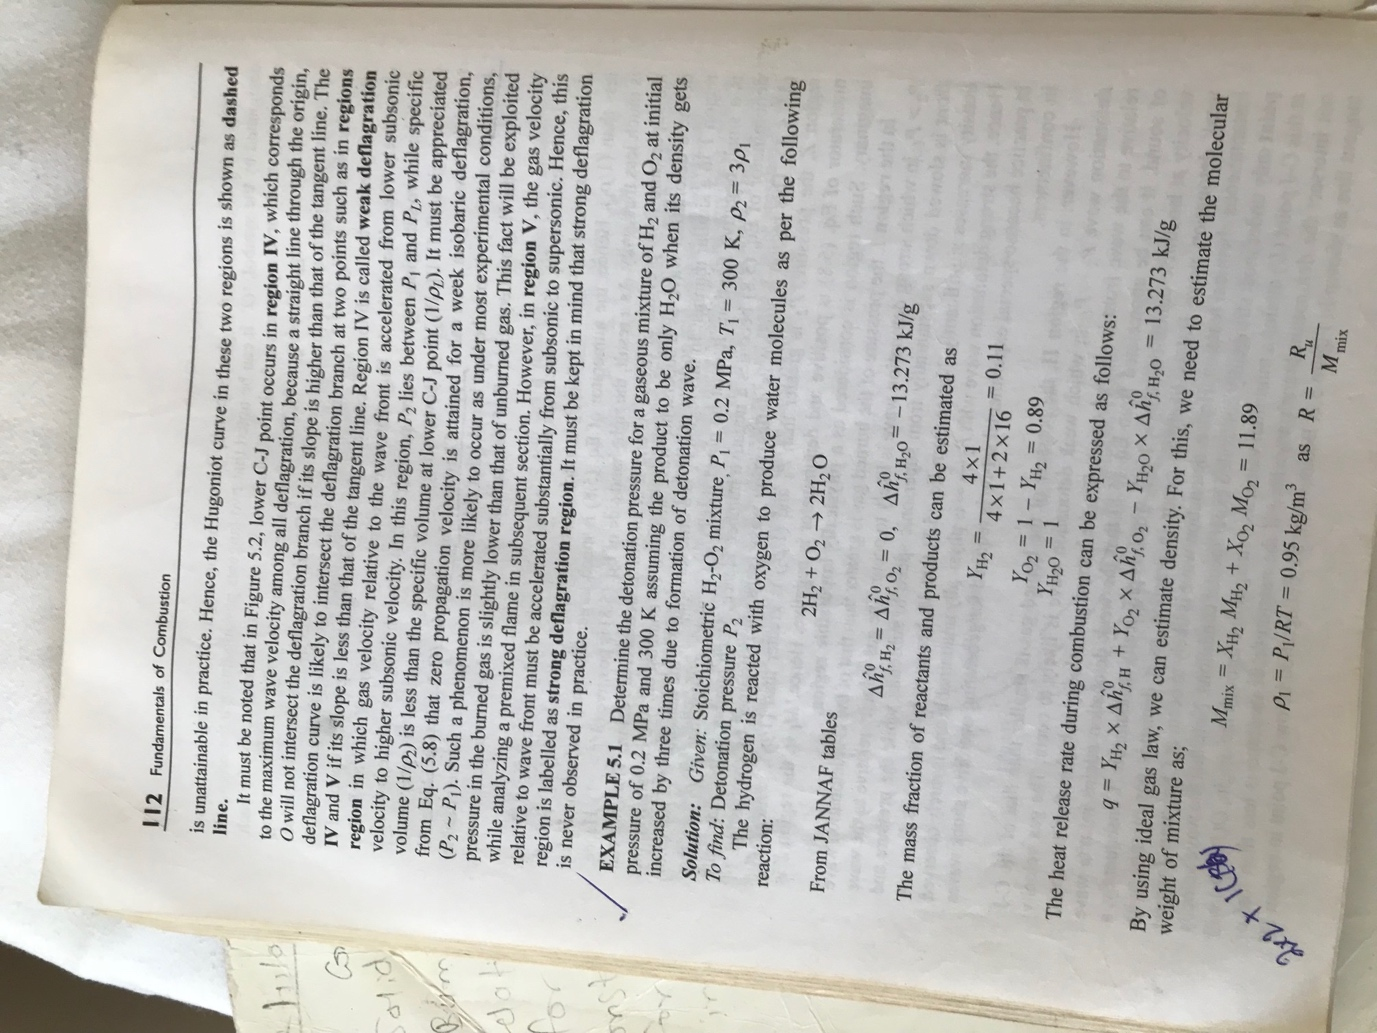 112 Fundamentals of Combustion
is unattainable in practice. Hence, the Hugoniot curve in these two regions is shown as dashed
line.
It must be noted that in Figure 5.2, lower C-J point occurs in region IV, which corresponds
to the maximum wave velocity among all deflagration, because a straight line through the origin,
O will not intersect the deflagration branch if its slope is higher than that of the tangent line. The
deflagration curve is likely to intersect the deflagration branch at two points such as in regions
IV and V if its slope is less than that of the tangent line. Region IV is called weak deflagration
region in which gas velocity relative to the wave front is accelerated from lower subsonic
velocity to higher subsonic velocity. In this region, P₂ lies between P₁ and P_L, while specific
volume (1/ρ₂) is less than the specific volume at lower C-J point (1/ρ_L). It must be appreciated
from Eq. (5.8) that zero propagation velocity is attained for a week isobaric deflagration,
(P₂ ~ P₁). Such a phenomenon is more likely to occur as under most experimental conditions,
pressure in the burned gas is slightly lower than that of unburned gas. This fact will be exploited
while analyzing a premixed flame in subsequent section. However, in region V, the gas velocity
relative to wave front must be accelerated substantially from subsonic to supersonic. Hence, this
region is labelled as strong deflagration region. It must be kept in mind that strong deflagration
is never observed in practice.
EXAMPLE 5.1 Determine the detonation pressure for a gaseous mixture of H₂ and O₂ at initial
pressure of 0.2 MPa and 300 K assuming the product to be only H₂O when its density gets
increased by three times due to formation of detonation wave.
Solution: Given: Stoichiometric H₂-O₂ mixture, P₁ = 0.2 MPa, T₁ = 300 K, ρ₂ = 3ρ₁
To find: Detonation pressure P₂
The hydrogen is reacted with oxygen to produce water molecules as per the following
reaction:
2H₂ + O₂ → 2H₂O
From JANNAF tables
Δĥ⁰f, H₂ = Δĥ⁰f, O₂ = 0, Δĥ⁰f, H₂O = −13.273 kJ/g
The mass fraction of reactants and products can be estimated as
Y_H₂ = 4×1 / (4×1+2×16) = 0.11
Y_O₂ = 1 − Y_H₂ = 0.89
Y_H₂O = 1
The heat release rate during combustion can be expressed as follows:
q = Y_H₂ × Δĥ⁰f, H + Y_O₂ × Δĥ⁰f, O₂ − Y_H₂O × Δĥ⁰f, H₂O = 13.273 kJ/g
By using ideal gas law, we can estimate density. For this, we need to estimate the molecular
weight of mixture as;
M_mix = X_H₂ M_H₂ + X_O₂ M_O₂ = 11.89
ρ₁ = P₁/RT = 0.95 kg/m³ as R = R_u / M_mix